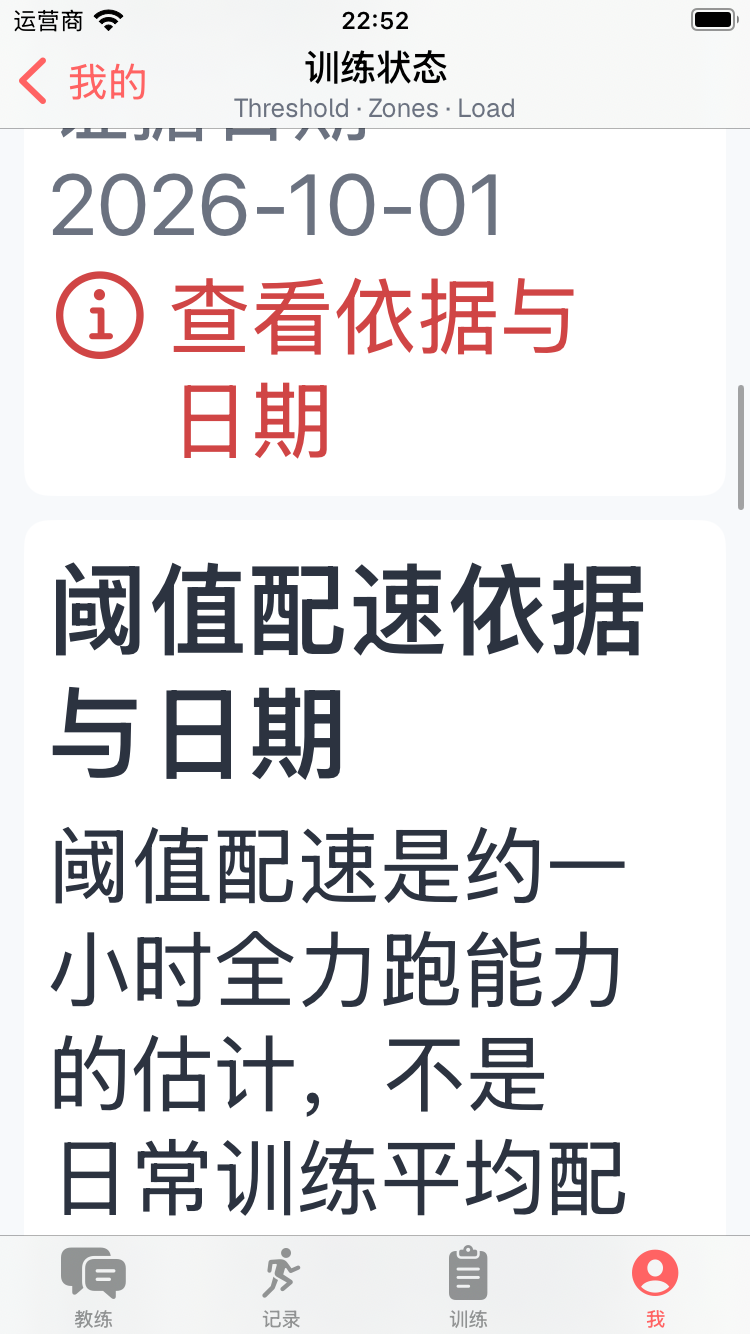 运营商
22:52
我的
训练状态
Threshold · Zones · Load
2026-10-01
查看依据与
日期
阈值配速依据
与日期
阈值配速是约一
小时全力跑能力
的估计，不是
日常训练平均配
教练
记录
训练
我